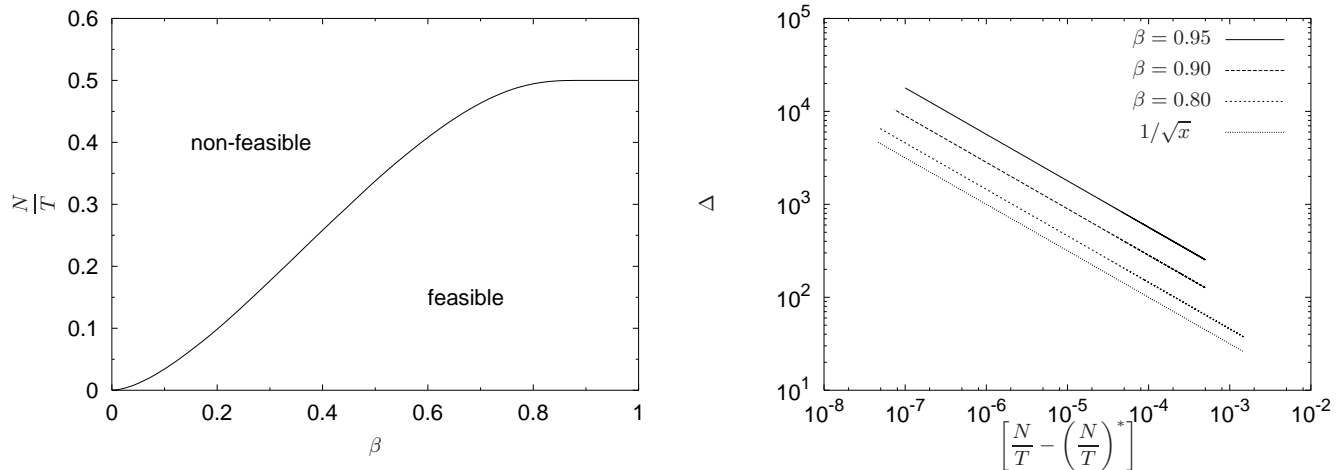 0.6
0.5
0.4
0.3
0.2
0.1
0
N/T
non-feasible
feasible
0 0.2 0.4 0.6 0.8 1
β
10^5
10^4
10^3
10^2
10^1
Δ
β = 0.95
β = 0.90
β = 0.80
1/√x
10^-8 10^-7 10^-6 10^-5 10^-4 10^-3 10^-2
[N/T − (N/T)^*]